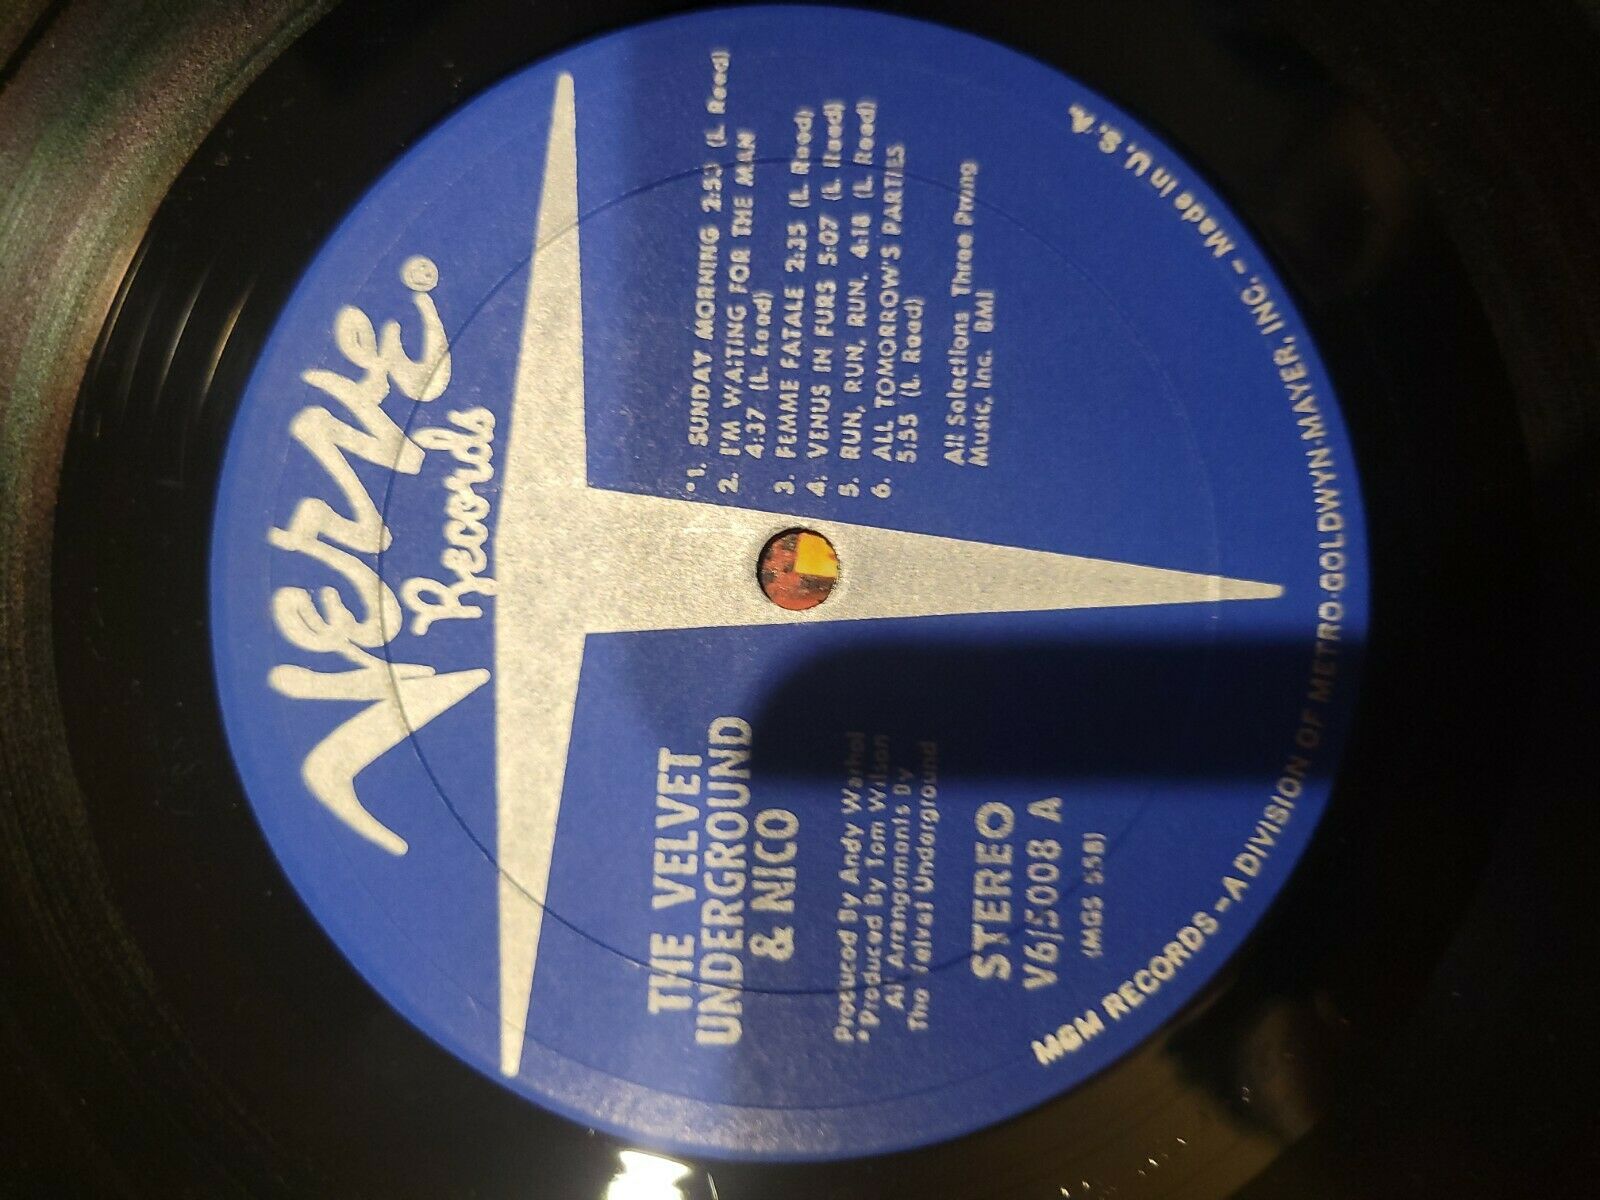 Verve®
Records
THE VELVET
UNDERGROUND
& NICO
Procuced By Andy Warhol
*Produced By Tom Wilson
All Arrangements By
The Velvet Underground
STEREO
V6/5008 A
(MGS 558)
*1. SUNDAY MORNING 2:53 (L. Reed)
2. I'M WAITING FOR THE MAN
4:37 (L. Reed)
3. FEMME FATALE 2:35 (L. Reed)
4. VENUS IN FURS 5:07 (L. Reed)
5. RUN, RUN, RUN. 4:18 (L. Reed)
6. ALL TOMORROW'S PARTIES
5:55 (L. Reed)
All Selections Three Prong
Music, Inc. BMI
MGM RECORDS – A DIVISION OF METRO-GOLDWYN-MAYER, INC. – Made in U. S. A.